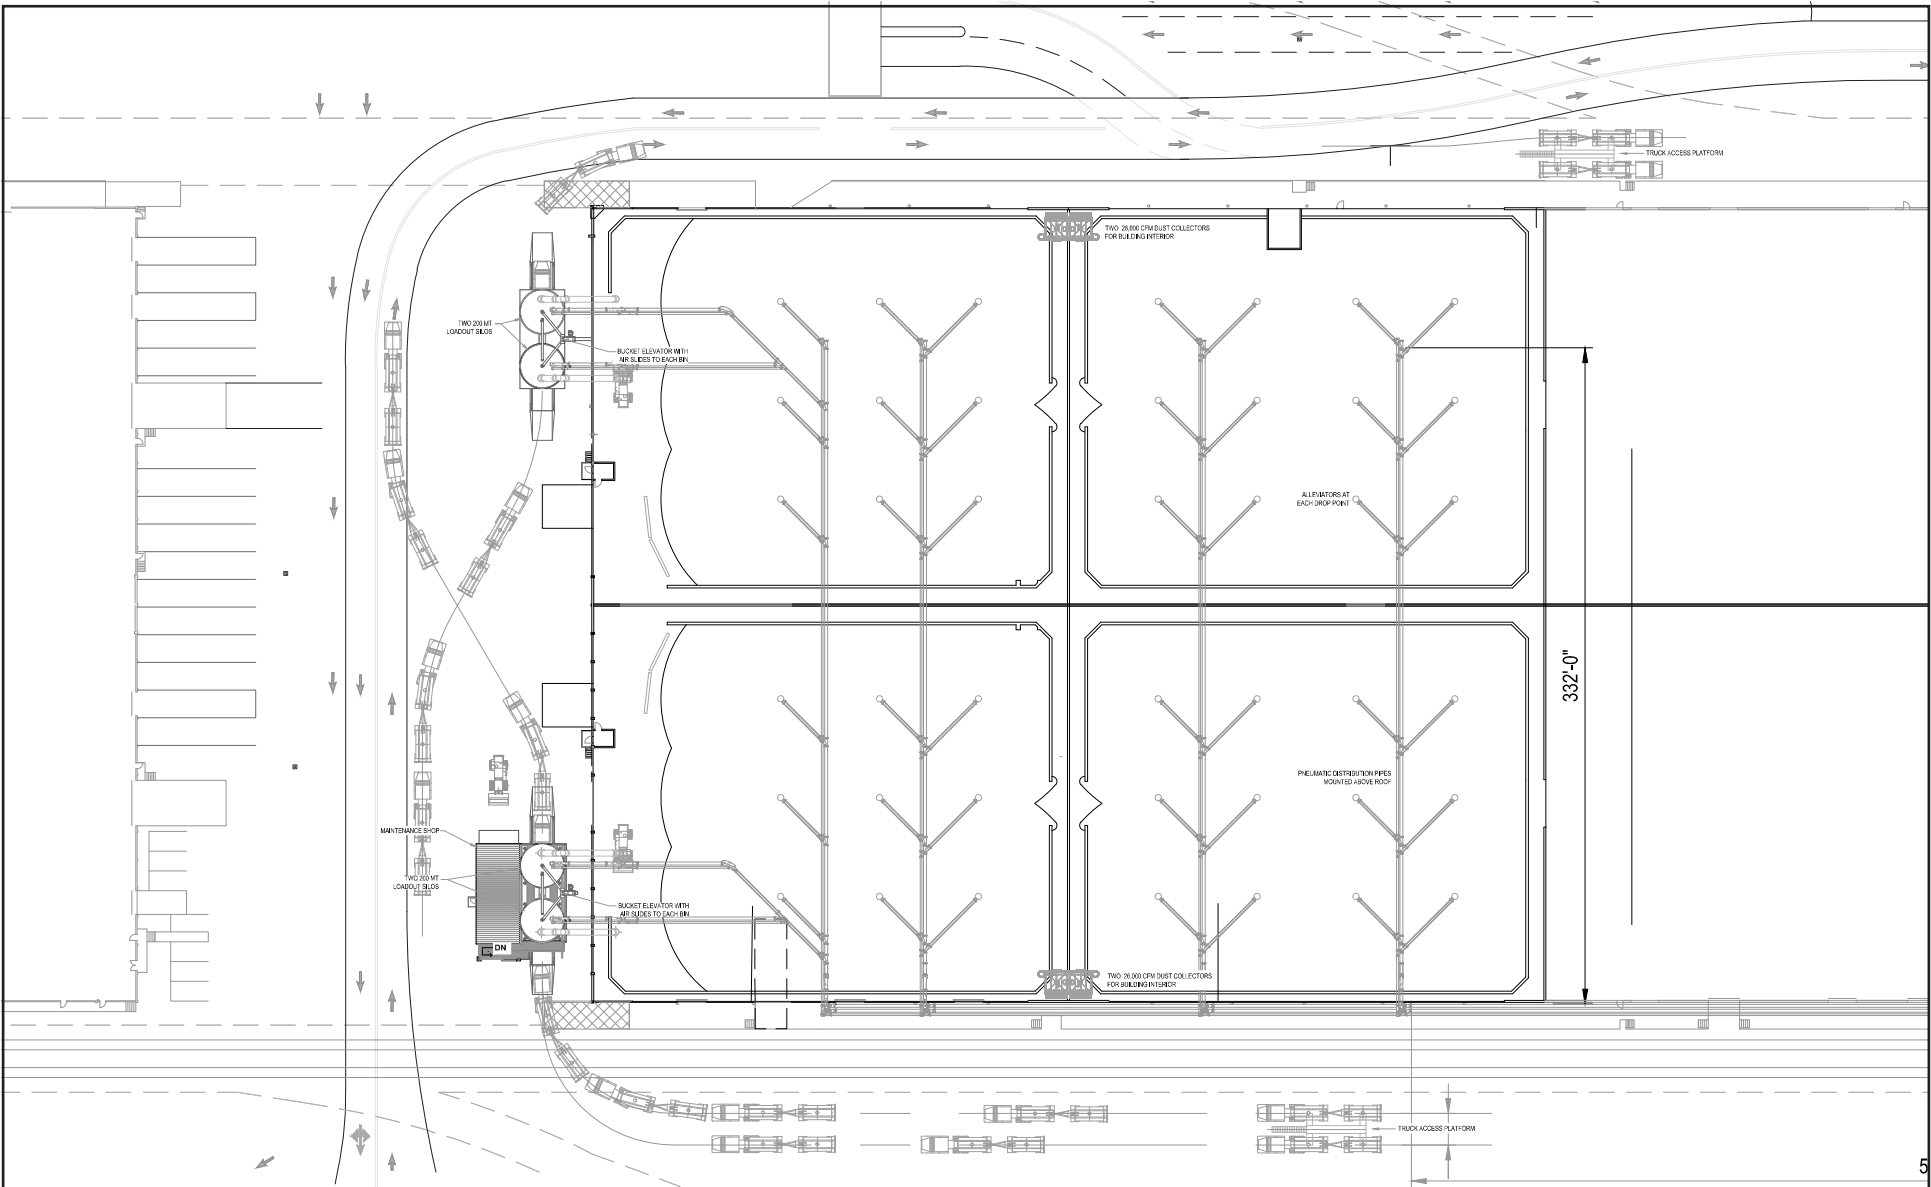 TRUCK ACCESS PLATFORM
TWO 26,000 CFM DUST COLLECTORS
FOR BUILDING INTERIOR
TWO 200 MT
LOADOUT SILOS
BUCKET ELEVATOR WITH
AIR SLIDES TO EACH BIN
ALLEVIATORS AT
EACH DROP POINT
332'-0"
PNEUMATIC DISTRIBUTION PIPES
MOUNTED ABOVE ROOF
MAINTENANCE SHOP
TWO 200 MT
LOADOUT SILOS
BUCKET ELEVATOR WITH
AIR SLIDES TO EACH BIN
DN
TWO 26,000 CFM DUST COLLECTORS
FOR BUILDING INTERIOR
TRUCK ACCESS PLATFORM
5